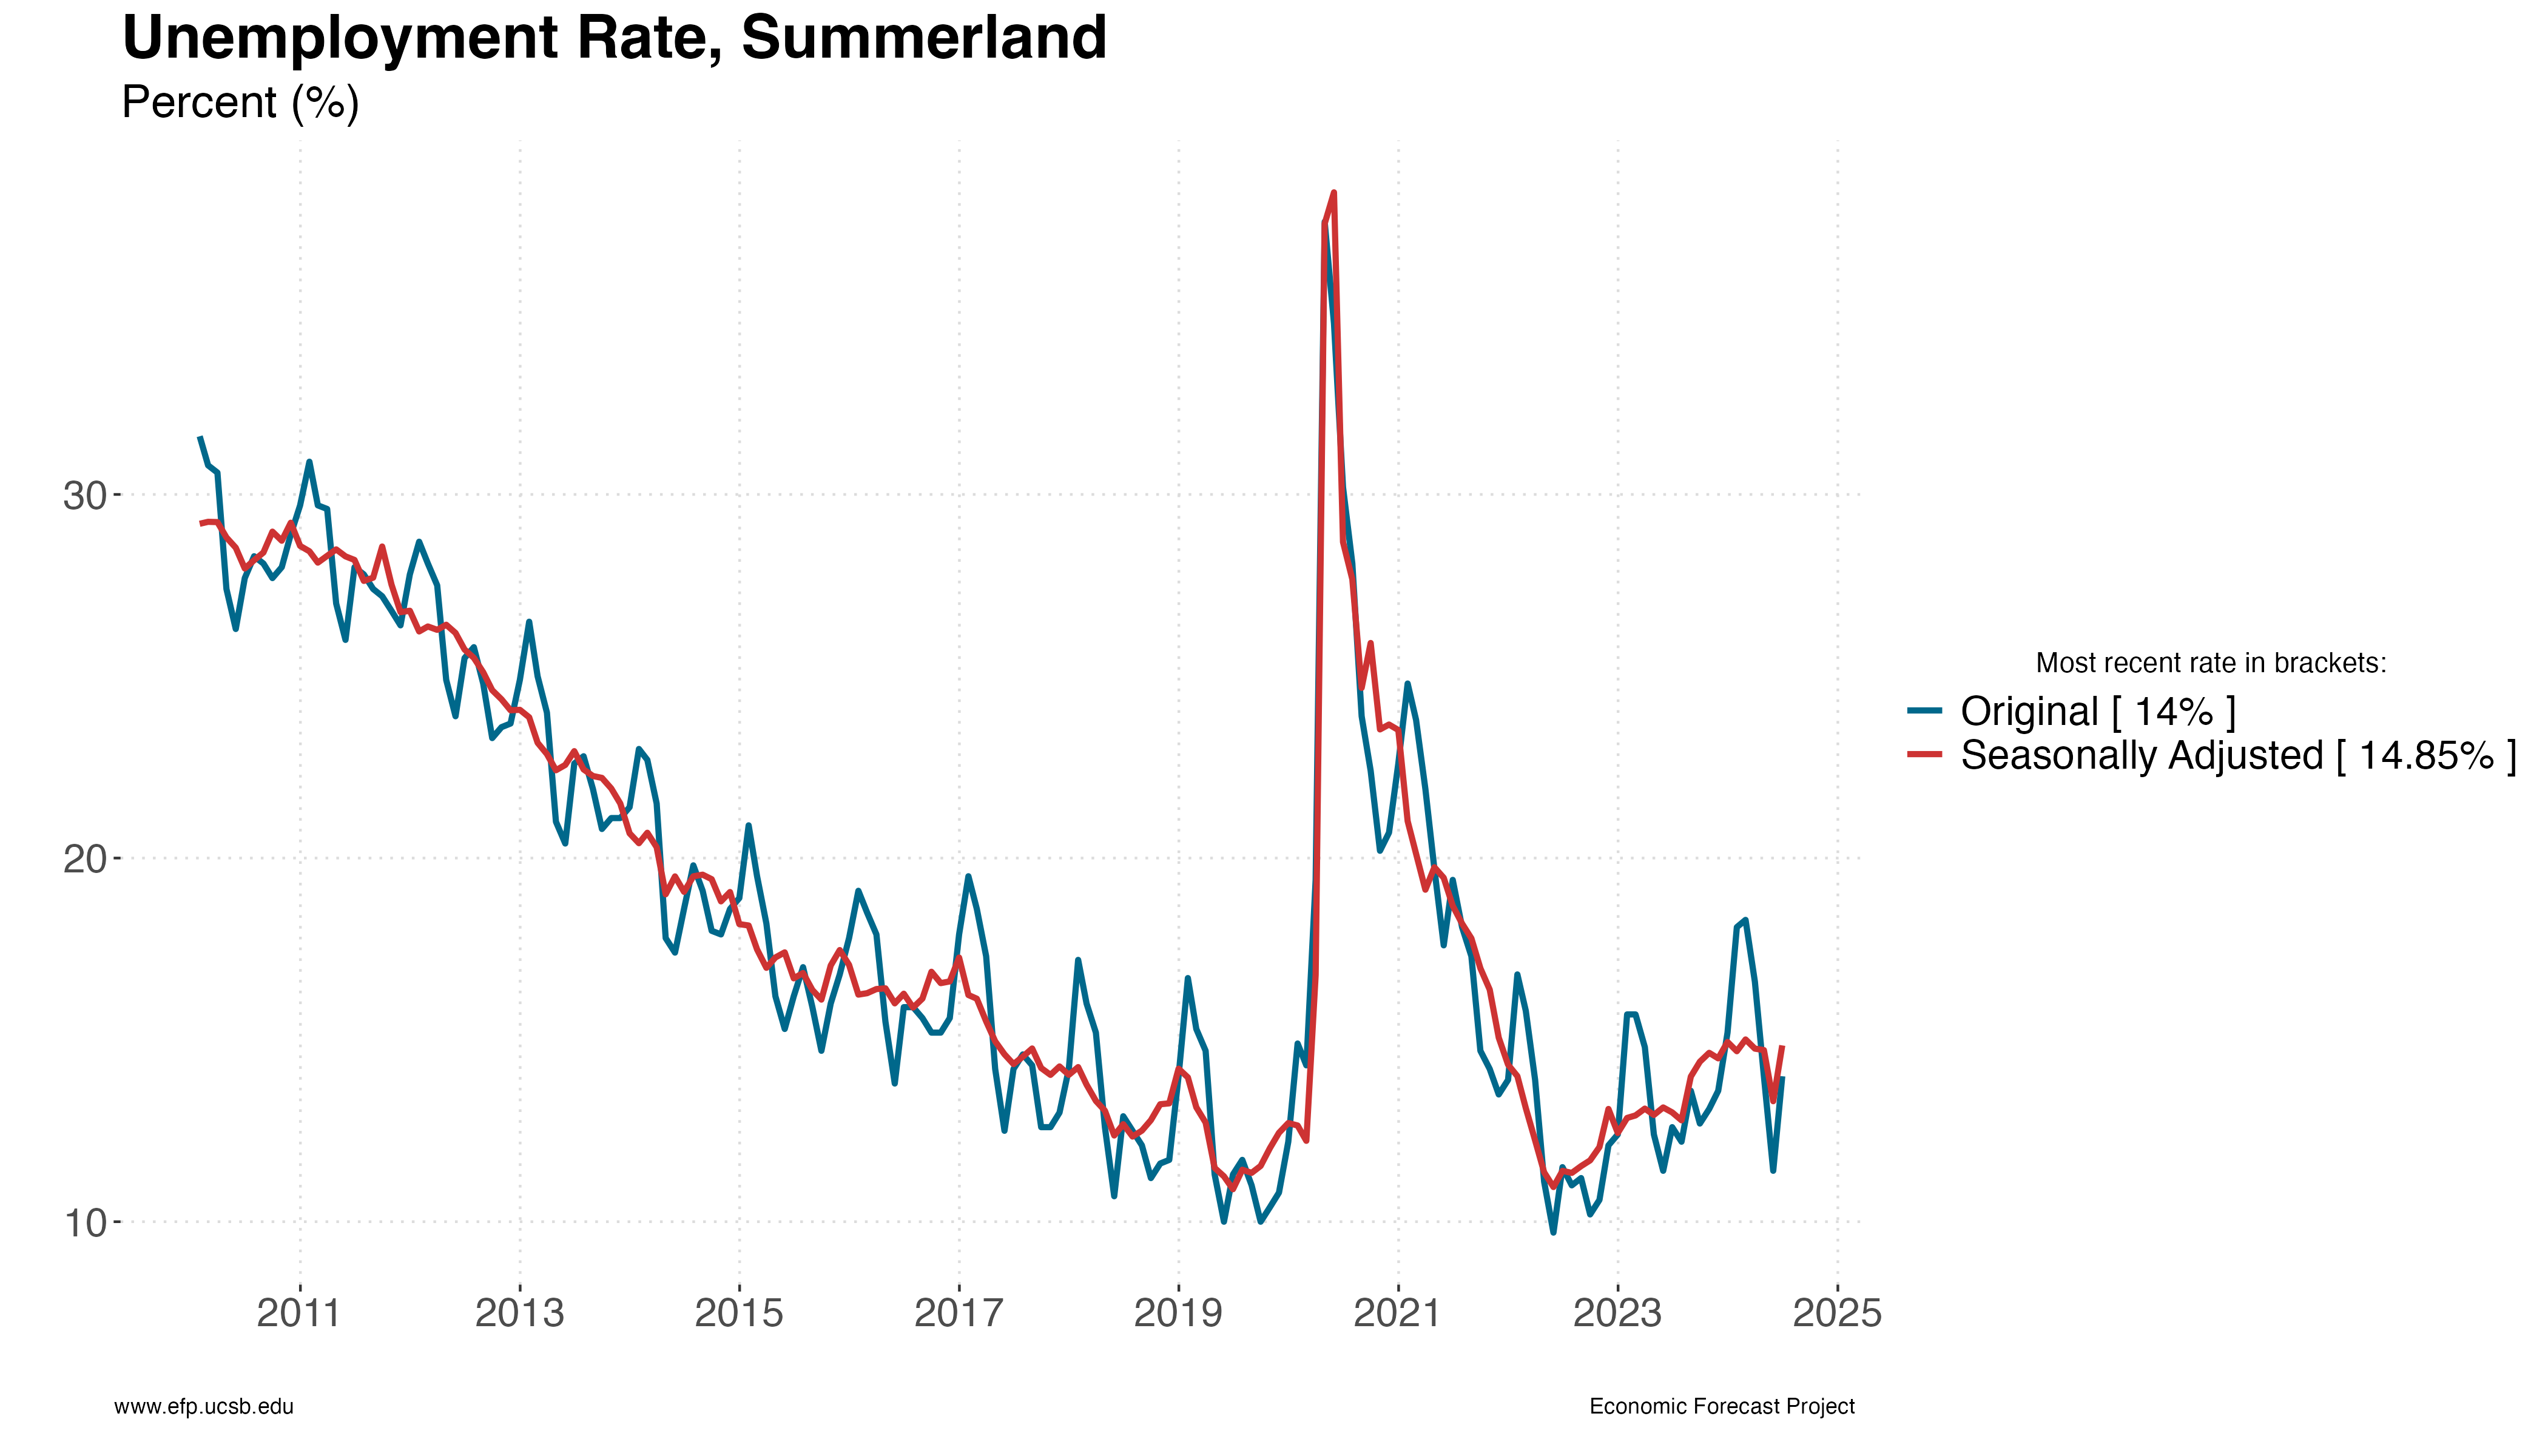 Unemployment Rate, Summerland
Percent (%)
30
20
10
2011 2013 2015 2017 2019 2021 2023 2025
Most recent rate in brackets:
Original [ 14% ]
Seasonally Adjusted [ 14.85% ]
www.efp.ucsb.edu
Economic Forecast Project